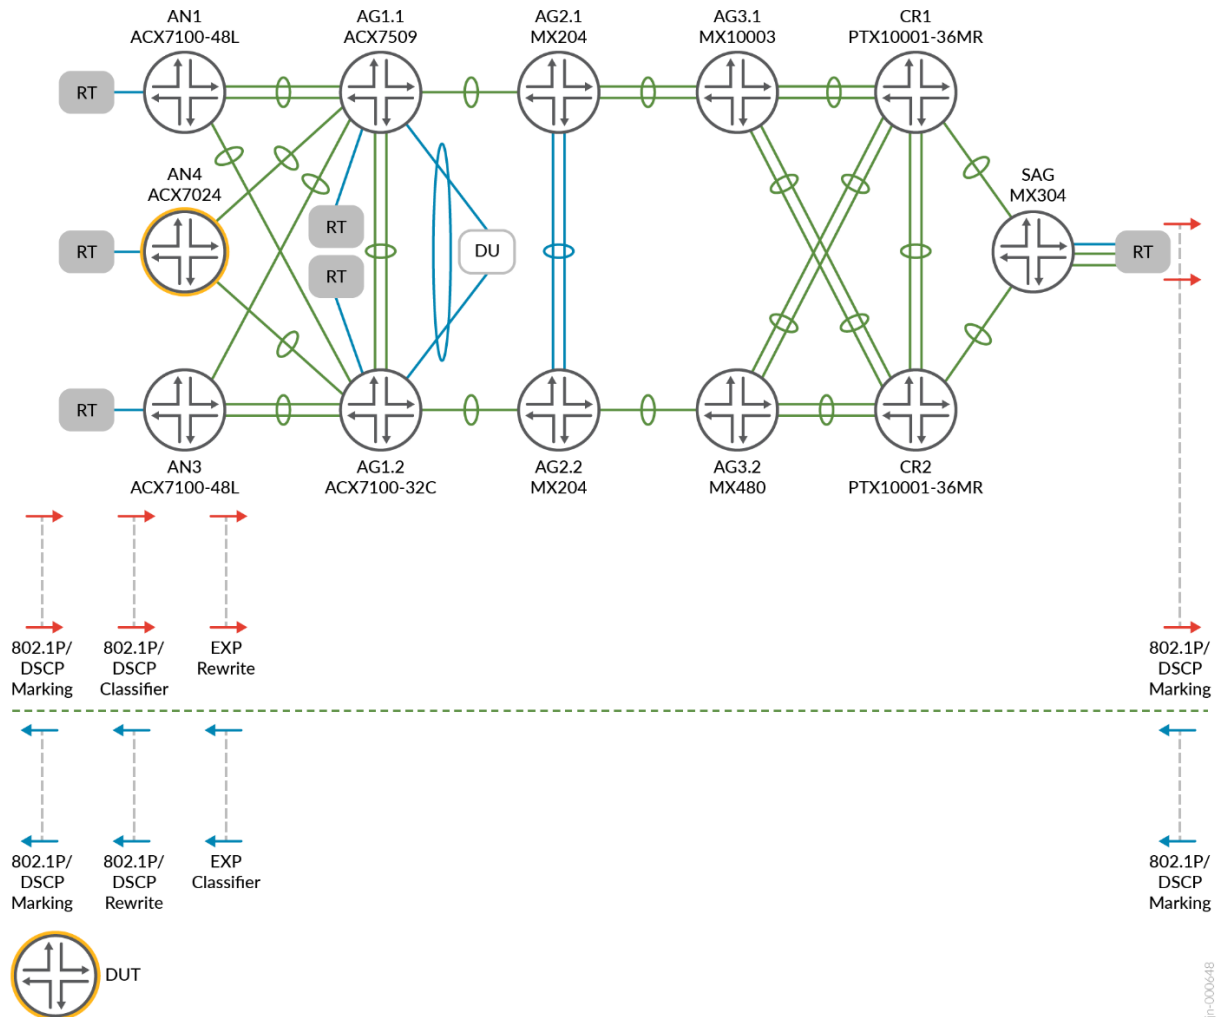 AN1
ACX7100-48L
AG1.1
ACX7509
AG2.1
MX204
AG3.1
MX10003
CR1
PTX10001-36MR
RT
AN4
ACX7024
RT
RT
RT
DU
SAG
MX304
RT
RT
AN3
ACX7100-48L
AG1.2
ACX7100-32C
AG2.2
MX204
AG3.2
MX480
CR2
PTX10001-36MR
802.1P/
DSCP
Marking
802.1P/
DSCP
Classifier
EXP
Rewrite
802.1P/
DSCP
Marking
802.1P/
DSCP
Marking
802.1P/
DSCP
Rewrite
EXP
Classifier
802.1P/
DSCP
Marking
DUT
jn-000648